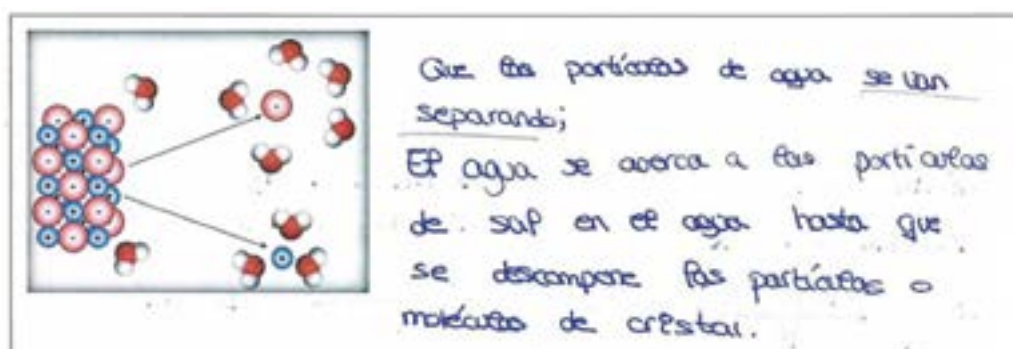 Que las partículas de agua se van
separando;
El agua se acerca a las partículas
de sal en el agua hasta que
se descompone las partículas o
moléculas de cristal.